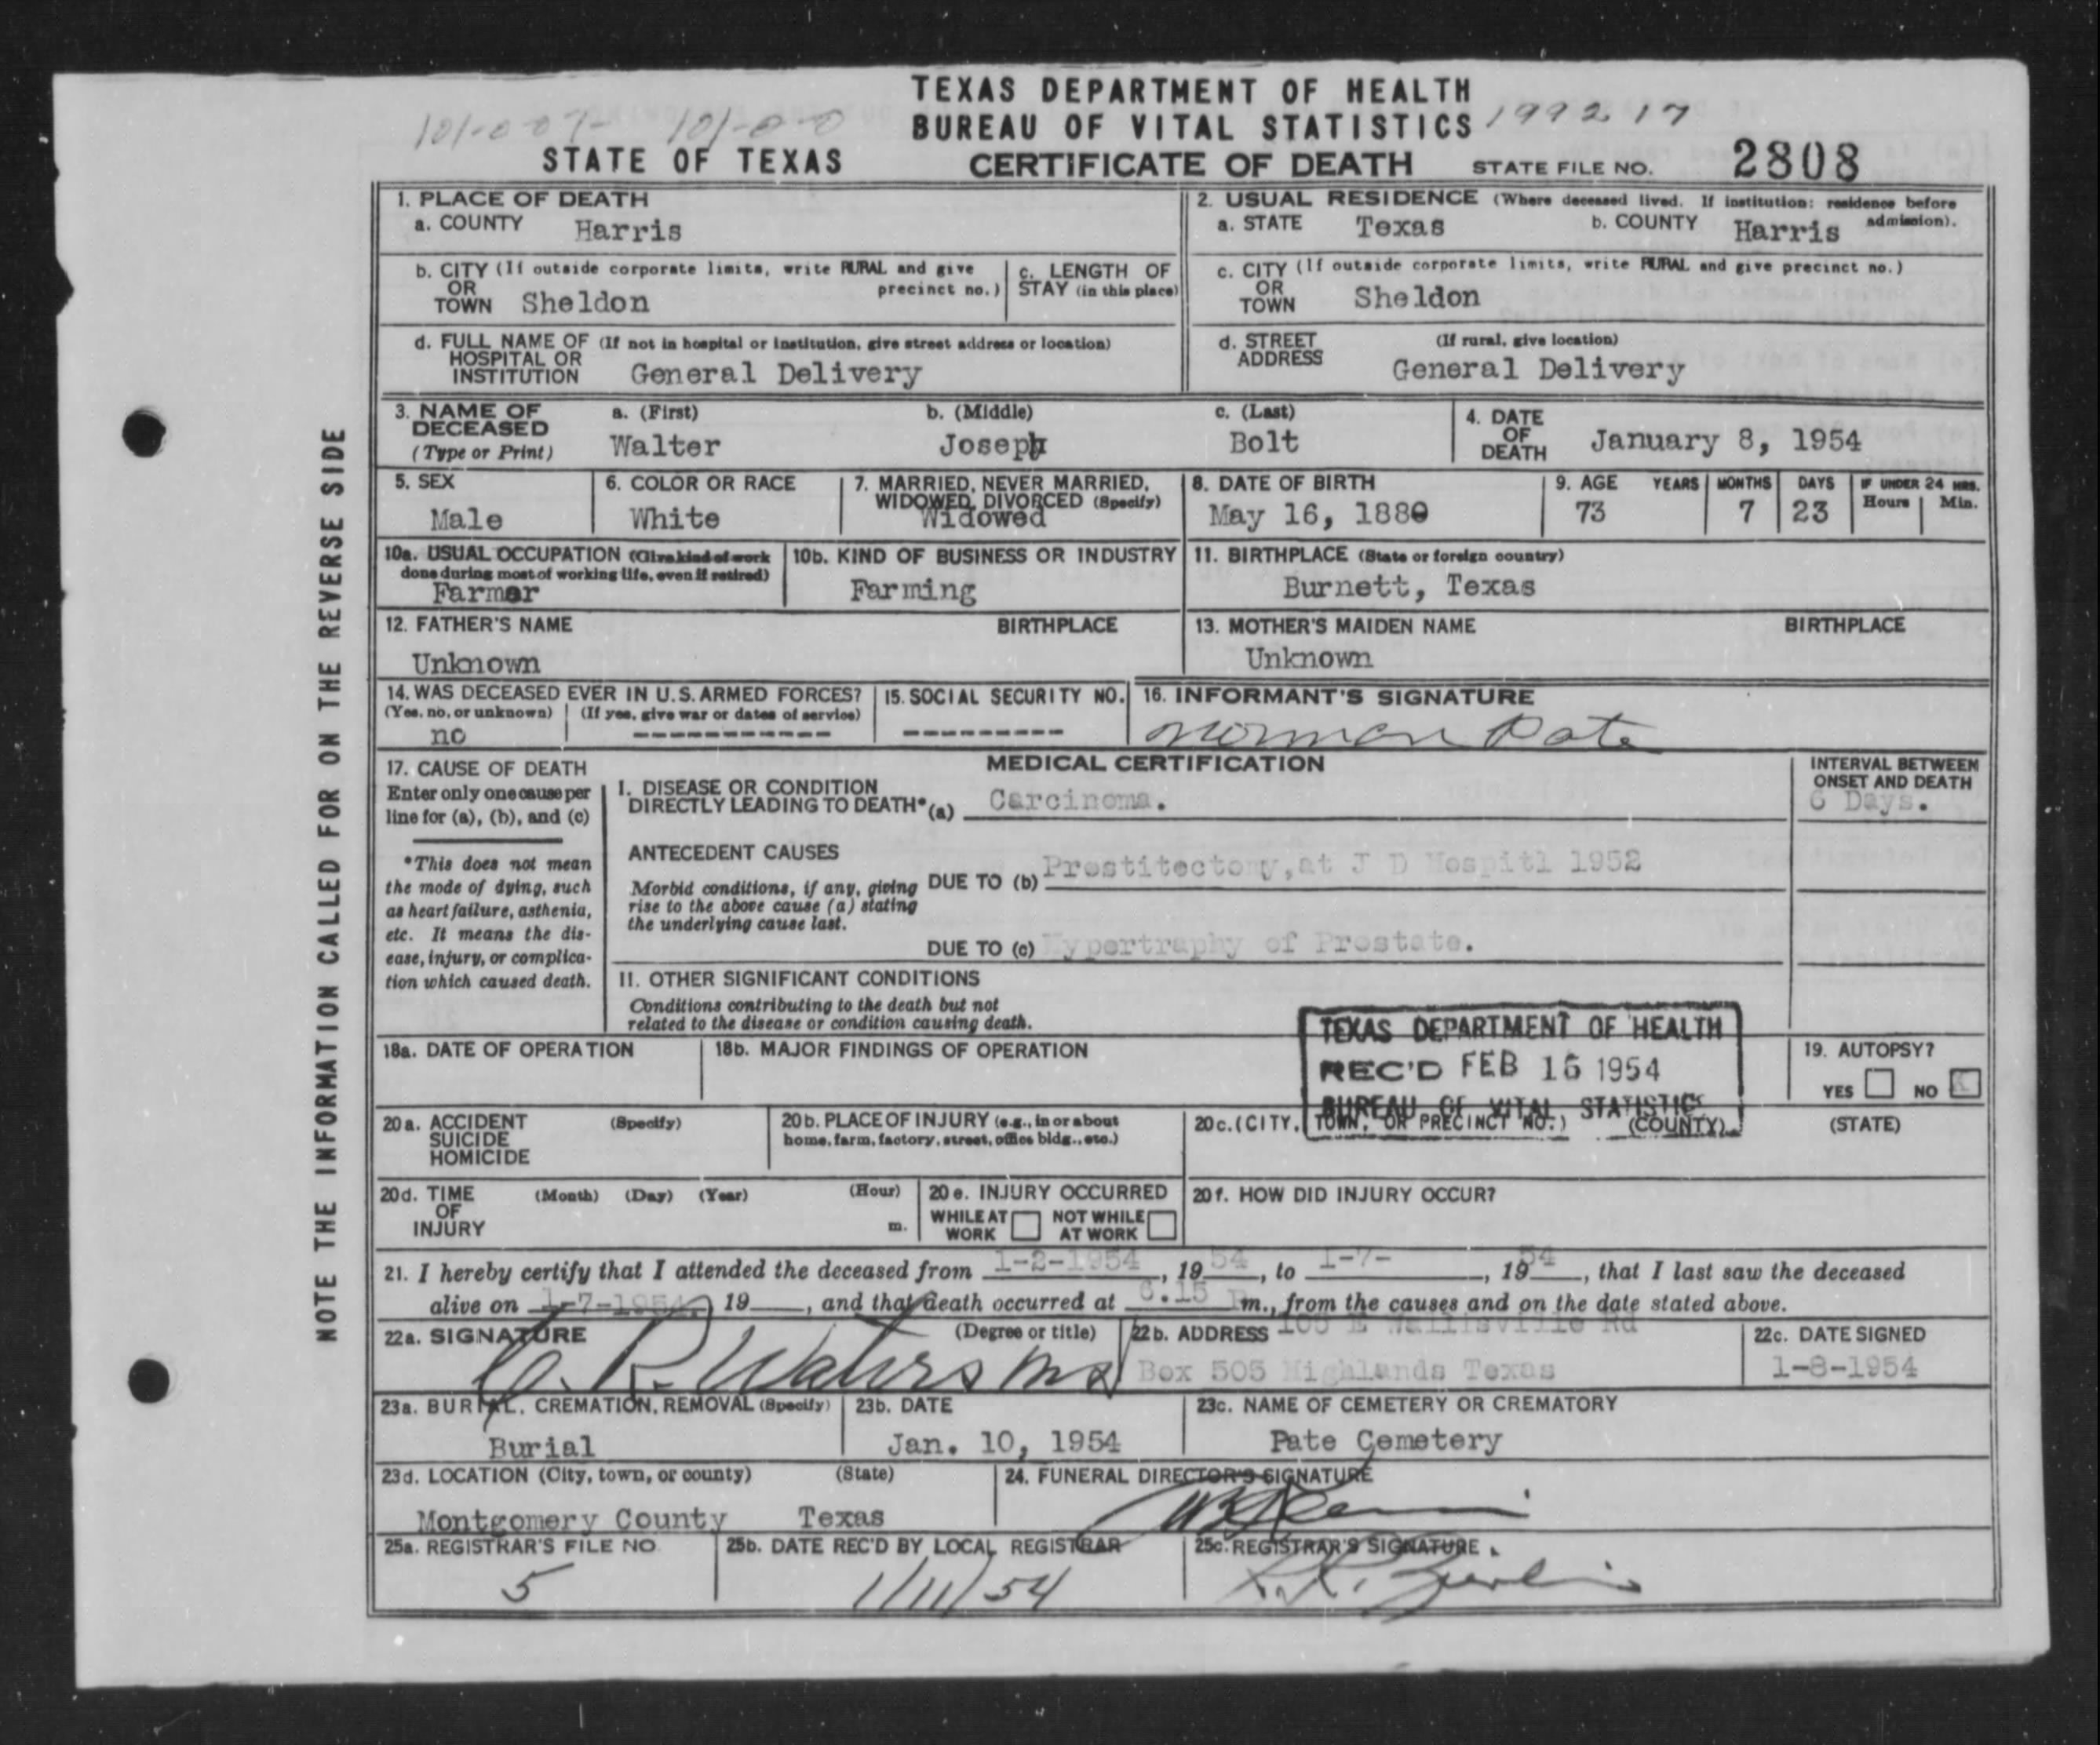 TEXAS DEPARTMENT OF HEALTH
BUREAU OF VITAL STATISTICS 1992 17
STATE OF TEXAS CERTIFICATE OF DEATH STATE FILE NO. 2808
1. PLACE OF DEATH
a. COUNTY Harris
2. USUAL RESIDENCE (Where deceased lived. If institution: residence before admission).
a. STATE Texas b. COUNTY Harris
b. CITY (If outside corporate limits, write RURAL and give precinct no.)
OR
TOWN Sheldon
c. LENGTH OF
STAY (in this place)
c. CITY (If outside corporate limits, write RURAL and give precinct no.)
OR
TOWN Sheldon
d. FULL NAME OF (If not in hospital or institution, give street address or location)
HOSPITAL OR
INSTITUTION General Delivery
d. STREET (If rural, give location)
ADDRESS General Delivery
3. NAME OF DECEASED
(Type or Print)
a. (First) Walter
b. (Middle) Joseph
c. (Last) Bolt
4. DATE
OF
DEATH January 8, 1954
5. SEX
Male
6. COLOR OR RACE
White
7. MARRIED, NEVER MARRIED,
WIDOWED, DIVORCED (Specify)
Widowed
8. DATE OF BIRTH
May 16, 1880
9. AGE YEARS MONTHS DAYS IF UNDER 24 HRS.
Hours Min.
73 7 23
10a. USUAL OCCUPATION (Give kind of work
done during most of working life, even if retired)
Farmer
10b. KIND OF BUSINESS OR INDUSTRY
Farming
11. BIRTHPLACE (State or foreign country)
Burnett, Texas
12. FATHER'S NAME BIRTHPLACE
Unknown
13. MOTHER'S MAIDEN NAME BIRTHPLACE
Unknown
14. WAS DECEASED EVER IN U.S. ARMED FORCES?
(Yes, no, or unknown) (If yes, give war or dates of service)
no -----------
15. SOCIAL SECURITY NO.
---------
16. INFORMANT'S SIGNATURE
Norman Pate
17. CAUSE OF DEATH
Enter only one cause per
line for (a), (b), and (c)
*This does not mean
the mode of dying, such
as heart failure, asthenia,
etc. It means the dis-
ease, injury, or complica-
tion which caused death.
MEDICAL CERTIFICATION
INTERVAL BETWEEN
ONSET AND DEATH
6 Days.
I. DISEASE OR CONDITION
DIRECTLY LEADING TO DEATH* (a) Carcinoma.
ANTECEDENT CAUSES
Morbid conditions, if any, giving
rise to the above cause (a) stating
the underlying cause last.
DUE TO (b) Prostitectomy, at J D Hospitl 1952
DUE TO (c) Hypertraphy of Prostate.
II. OTHER SIGNIFICANT CONDITIONS
Conditions contributing to the death but not
related to the disease or condition causing death.
TEXAS DEPARTMENT OF HEALTH
REC'D FEB 15 1954
BUREAU OF VITAL STATISTICS
18a. DATE OF OPERATION
18b. MAJOR FINDINGS OF OPERATION
19. AUTOPSY?
YES NO X
20a. ACCIDENT (Specify)
SUICIDE
HOMICIDE
20b. PLACE OF INJURY (e.g., in or about
home, farm, factory, street, office bldg., etc.)
20c. (CITY, TOWN, OR PRECINCT NO.) (COUNTY) (STATE)
20d. TIME (Month) (Day) (Year) (Hour)
OF
INJURY m.
20e. INJURY OCCURRED
WHILE AT WORK NOT WHILE AT WORK
20f. HOW DID INJURY OCCUR?
21. I hereby certify that I attended the deceased from 1-2-1954, 1954, to 1-7-, 1954, that I last saw the deceased
alive on 1-7-1954, 19 , and that death occurred at 6.15 P m., from the causes and on the date stated above.
22a. SIGNATURE (Degree or title)
C. R. Waters MD
22b. ADDRESS 106 E Wallisville Rd
Box 505 Highlands Texas
22c. DATE SIGNED
1-8-1954
23a. BURIAL, CREMATION, REMOVAL (Specify)
Burial
23b. DATE
Jan. 10, 1954
23c. NAME OF CEMETERY OR CREMATORY
Pate Cemetery
23d. LOCATION (City, town, or county) (State)
Montgomery County Texas
24. FUNERAL DIRECTOR'S SIGNATURE
25a. REGISTRAR'S FILE NO.
5
25b. DATE REC'D BY LOCAL REGISTRAR
1/11/54
25c. REGISTRAR'S SIGNATURE
NOTE THE INFORMATION CALLED FOR ON THE REVERSE SIDE